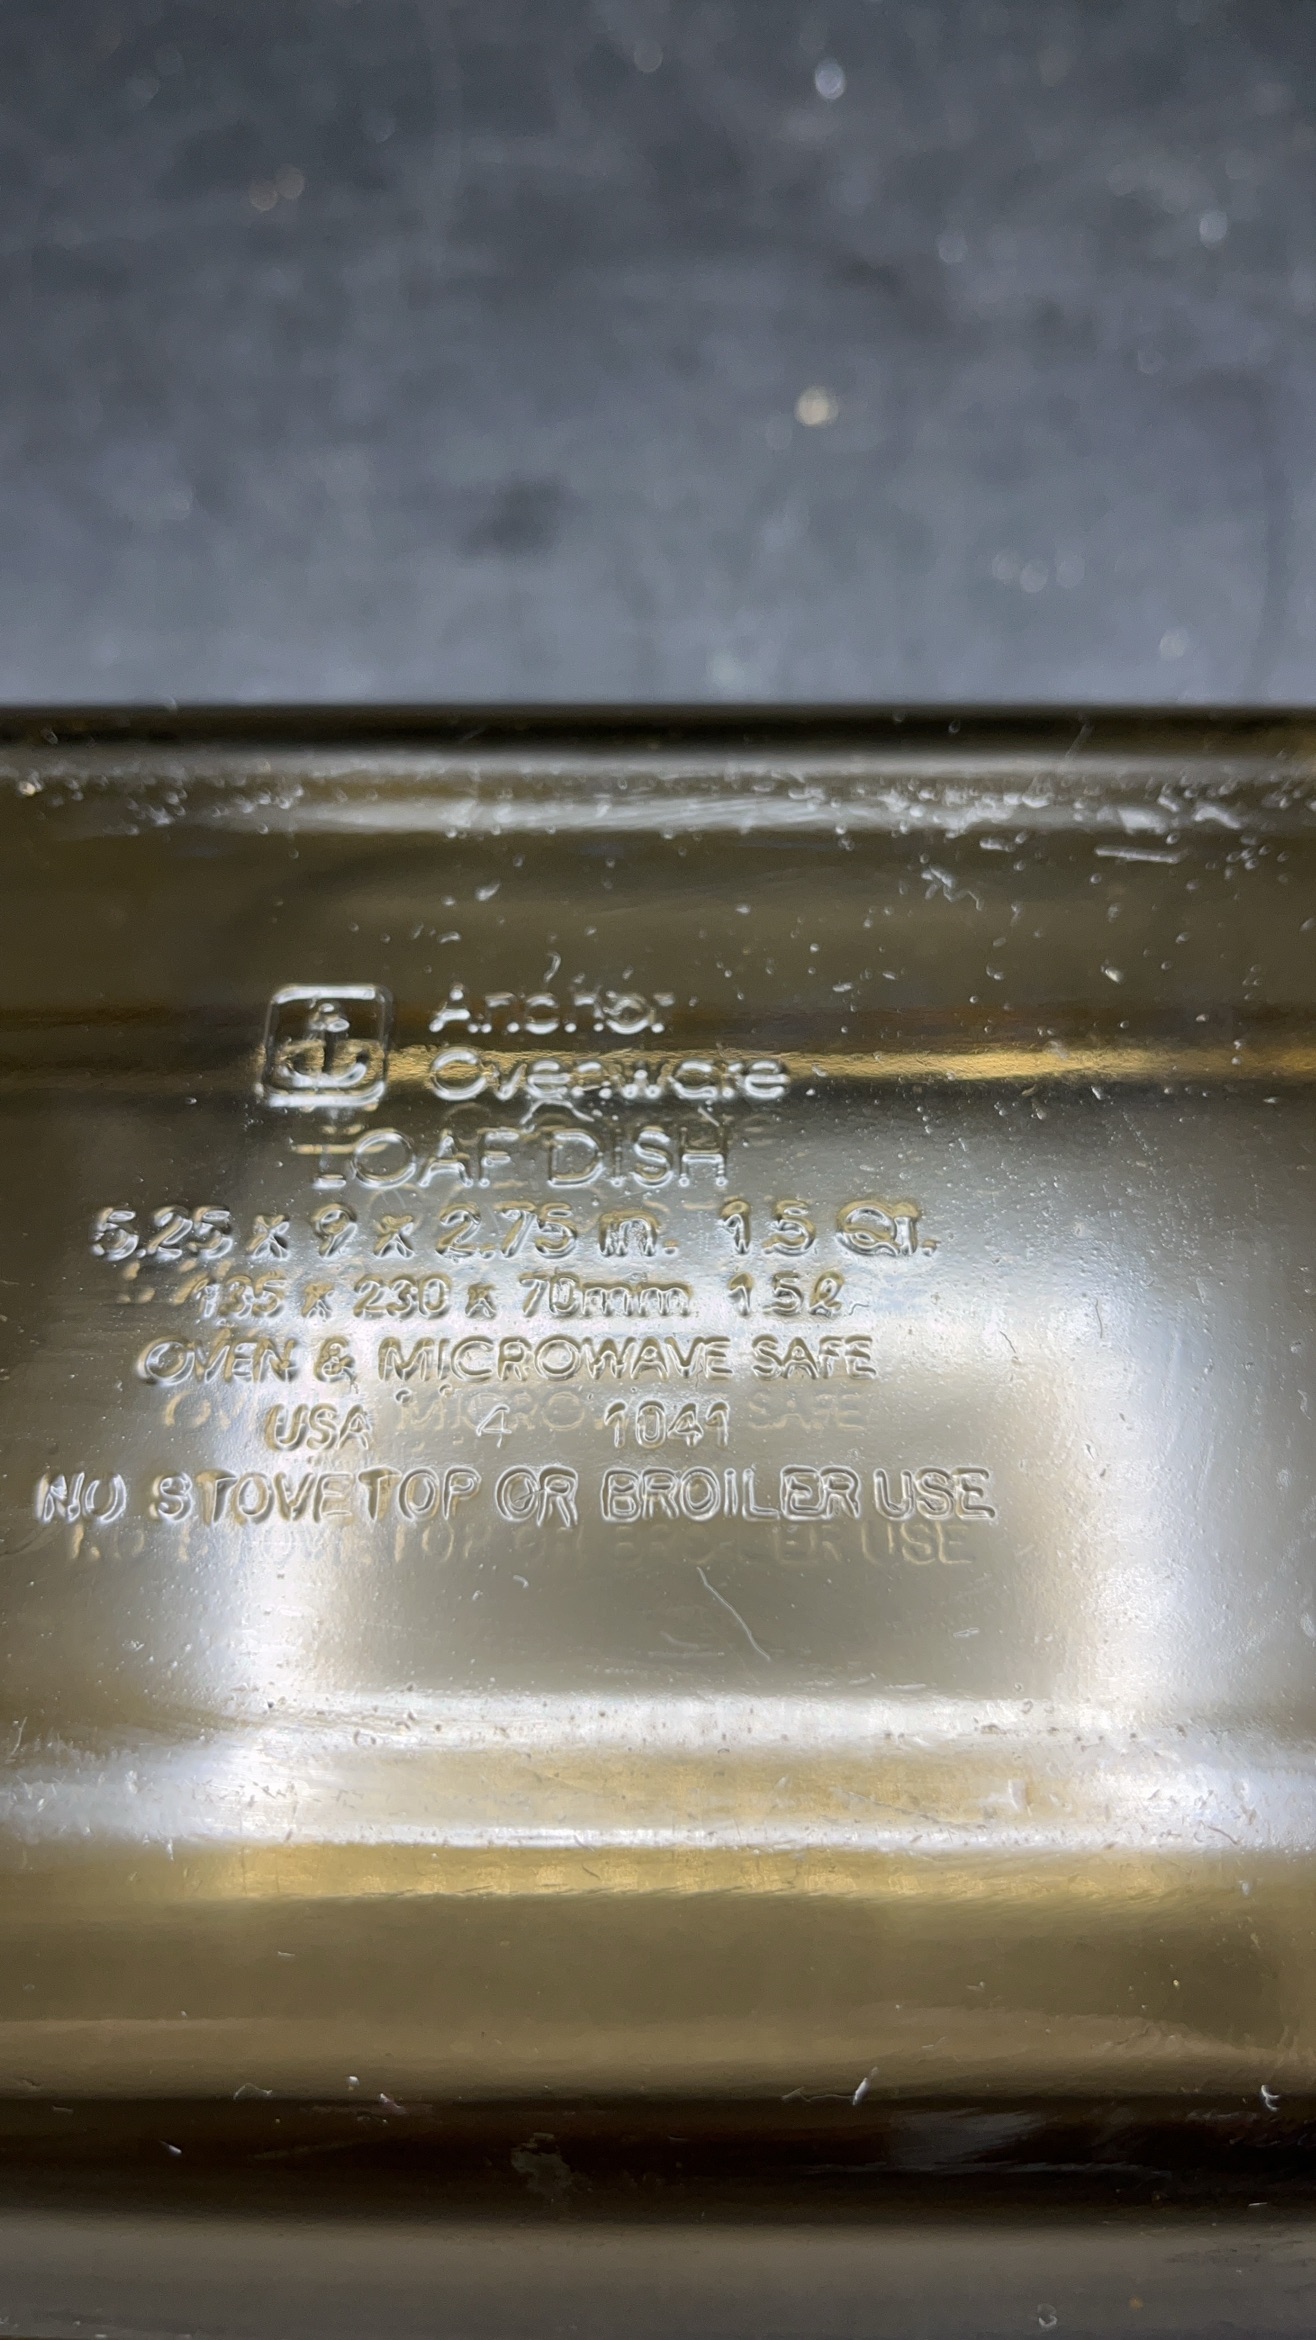 Anchor
Ovenware
LOAF DISH
5.25 x 9 x 2.75 in. 1.5 QT.
135 x 230 x 70mm 1.5ℓ
OVEN & MICROWAVE SAFE
USA 4 1041
NO STOVETOP OR BROILER USE